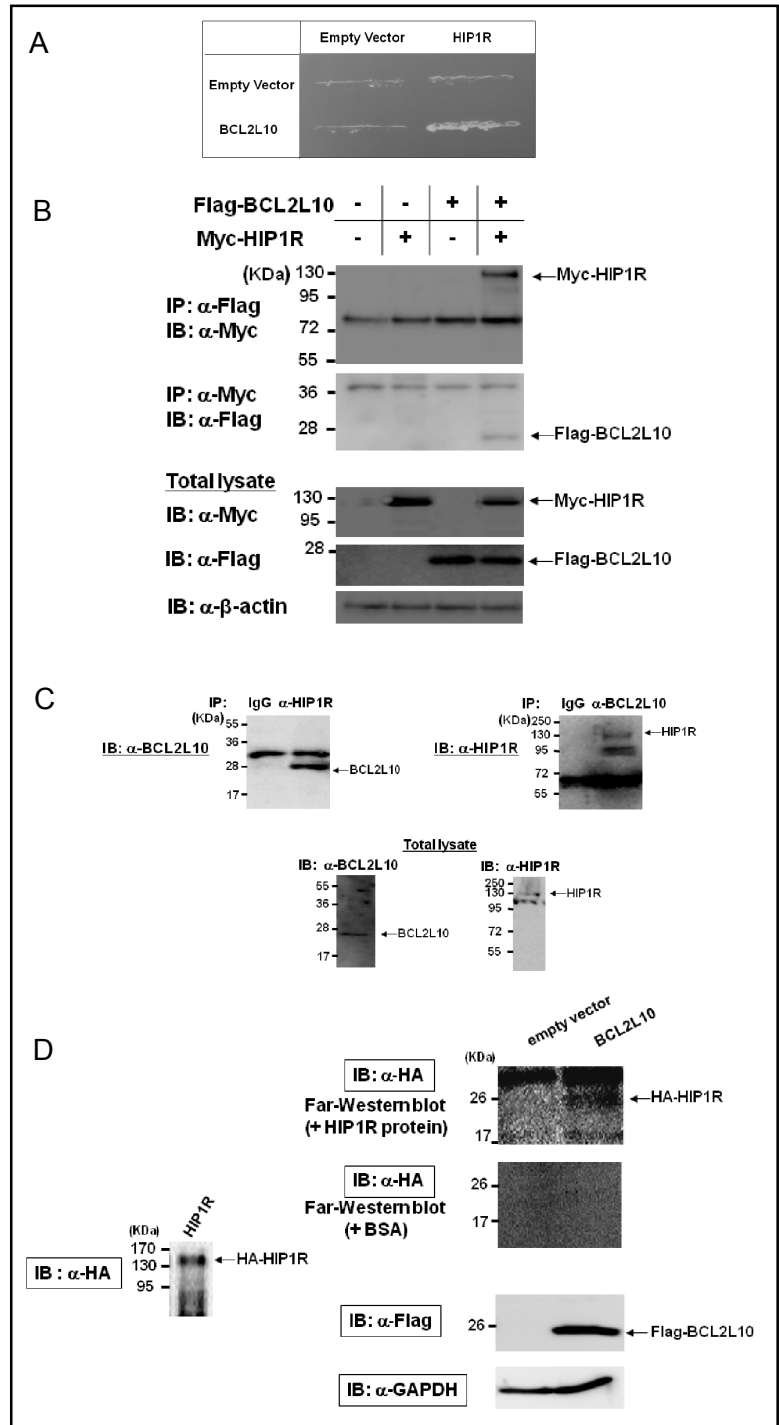 A
Empty Vector HIP1R
Empty Vector
BCL2L10
B
Flag-BCL2L10 - - + +
Myc-HIP1R - + - +
(KDa)
130
95
72
55
IP: α-Flag
IB: α-Myc
Myc-HIP1R
36
28
IP: α-Myc
IB: α-Flag
Flag-BCL2L10
Total lysate
IB: α-Myc
130
95
Myc-HIP1R
28
IB: α-Flag
Flag-BCL2L10
IB: α-β-actin
C
IP: IgG α-HIP1R
(KDa)
55
36
28
17
IB: α-BCL2L10
BCL2L10
IP: IgG α-BCL2L10
(KDa)
250
130
95
72
55
IB: α-HIP1R
HIP1R
Total lysate
IB: α-BCL2L10
55
36
28
17
BCL2L10
IB: α-HIP1R
250
130
95
72
55
HIP1R
D
empty vector
BCL2L10
(KDa)
IB: α-HA
Far-Western blot
(+ HIP1R protein)
26
17
HA-HIP1R
IB: α-HA
Far-Western blot
(+ BSA)
26
17
HIP1R
(KDa)
170
130
95
IB : α-HA
HA-HIP1R
IB: α-Flag
26
Flag-BCL2L10
IB: α-GAPDH